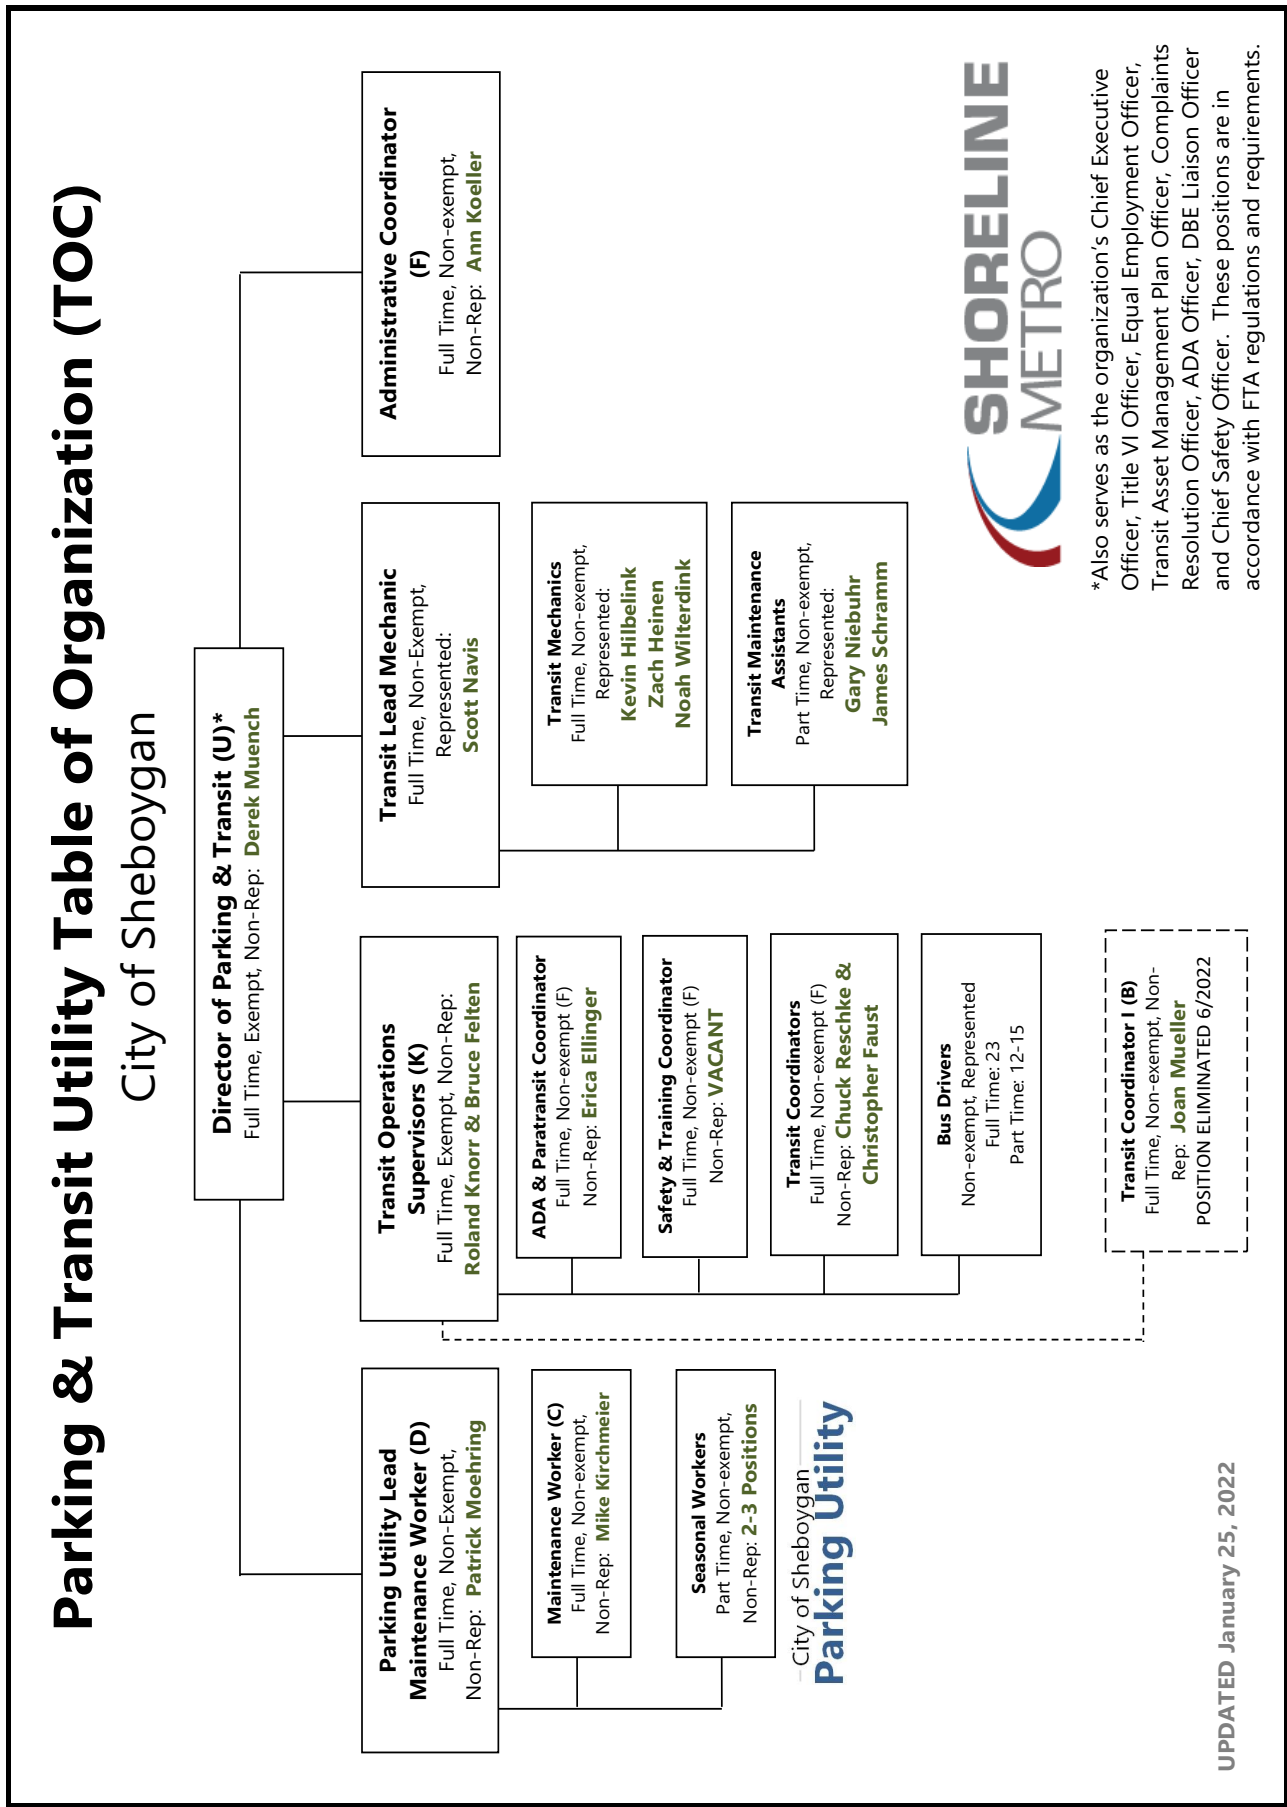 Parking & Transit Utility Table of Organization (TOC)
City of Sheboygan
Director of Parking & Transit (U)*
Full Time, Exempt, Non-Rep: Derek Muench
Parking Utility Lead
Maintenance Worker (D)
Full Time, Non-Exempt,
Non-Rep: Patrick Moehring
Maintenance Worker (C)
Full Time, Non-exempt,
Non-Rep: Mike Kirchmeier
Seasonal Workers
Part Time, Non-exempt,
Non-Rep: 2-3 Positions
City of Sheboygan
Parking Utility
Transit Operations
Supervisors (K)
Full Time, Exempt, Non-Rep:
Roland Knorr & Bruce Felten
ADA & Paratransit Coordinator
Full Time, Non-exempt (F)
Non-Rep: Erica Ellinger
Safety & Training Coordinator
Full Time, Non-exempt (F)
Non-Rep: VACANT
Transit Coordinators
Full Time, Non-exempt (F)
Non-Rep: Chuck Reschke &
Christopher Faust
Bus Drivers
Non-exempt, Represented
Full Time: 23
Part Time: 12-15
Transit Coordinator I (B)
Full Time, Non-exempt, Non-
Rep: Joan Mueller
POSITION ELIMINATED 6/2022
Transit Lead Mechanic
Full Time, Non-Exempt,
Represented:
Scott Navis
Transit Mechanics
Full Time, Non-exempt,
Represented:
Kevin Hilbelink
Zach Heinen
Noah Wilterdink
Transit Maintenance
Assistants
Part Time, Non-exempt,
Represented:
Gary Niebuhr
James Schramm
Administrative Coordinator
(F)
Full Time, Non-exempt,
Non-Rep: Ann Koeller
SHORELINE
METRO
*Also serves as the organization's Chief Executive
Officer, Title VI Officer, Equal Employment Officer,
Transit Asset Management Plan Officer, Complaints
Resolution Officer, ADA Officer, DBE Liaison Officer
and Chief Safety Officer. These positions are in
accordance with FTA regulations and requirements.
UPDATED January 25, 2022